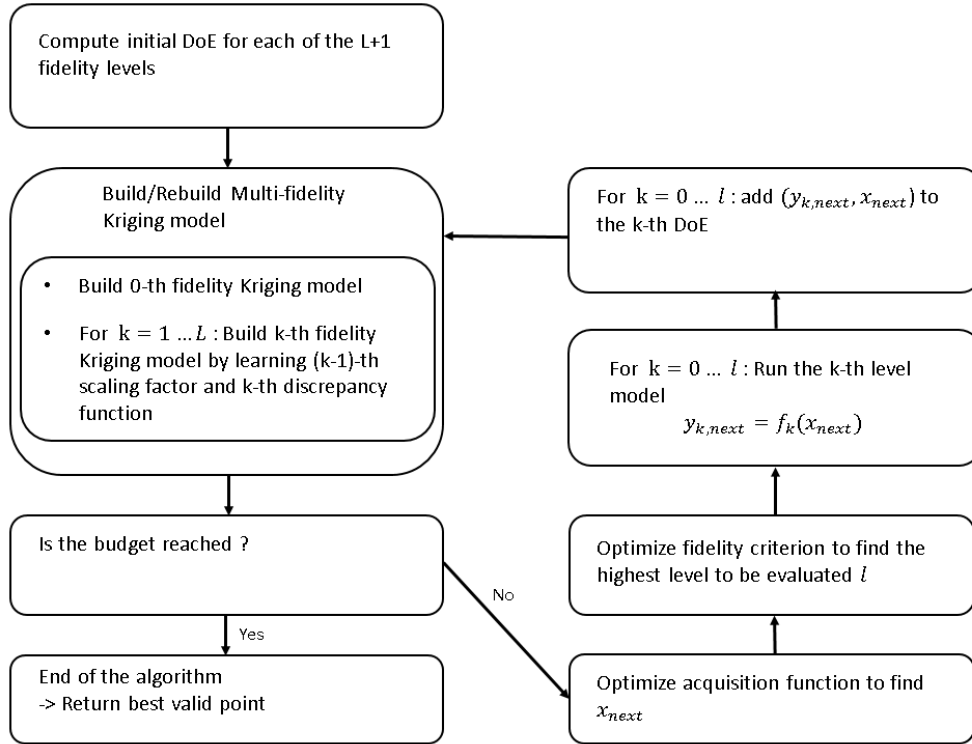 Compute initial DoE for each of the L+1
fidelity levels
Build/Rebuild Multi-fidelity
Kriging model
• Build 0-th fidelity Kriging model
• For k = 1 … L : Build k-th fidelity
Kriging model by learning (k-1)-th
scaling factor and k-th discrepancy
function
Is the budget reached ?
Yes
No
End of the algorithm
-> Return best valid point
Optimize acquisition function to find
x_{next}
Optimize fidelity criterion to find the
highest level to be evaluated l
For k = 0 … l : Run the k-th level
model
y_{k,next} = f_k(x_{next})
For k = 0 … l : add (y_{k,next}, x_{next}) to
the k-th DoE